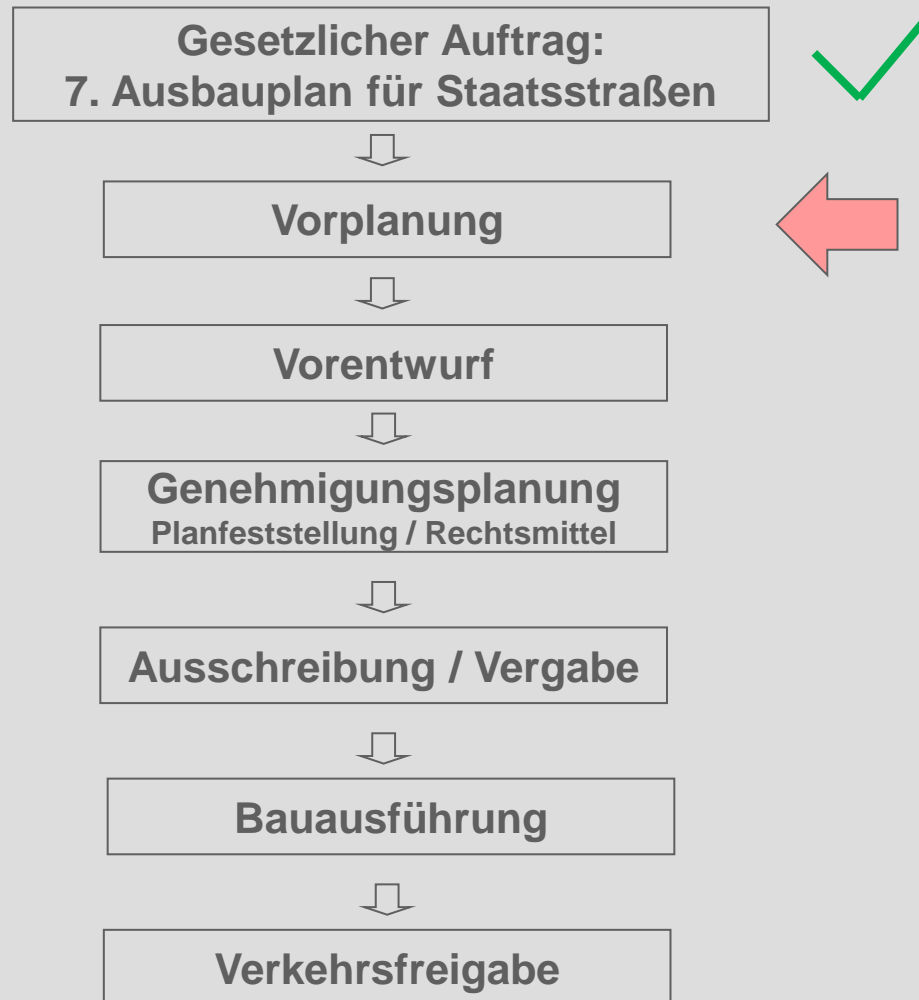 Gesetzlicher Auftrag:
7. Ausbauplan für Staatsstraßen
Vorplanung
Vorentwurf
Genehmigungsplanung
Planfeststellung / Rechtsmittel
Ausschreibung / Vergabe
Bauausführung
Verkehrsfreigabe